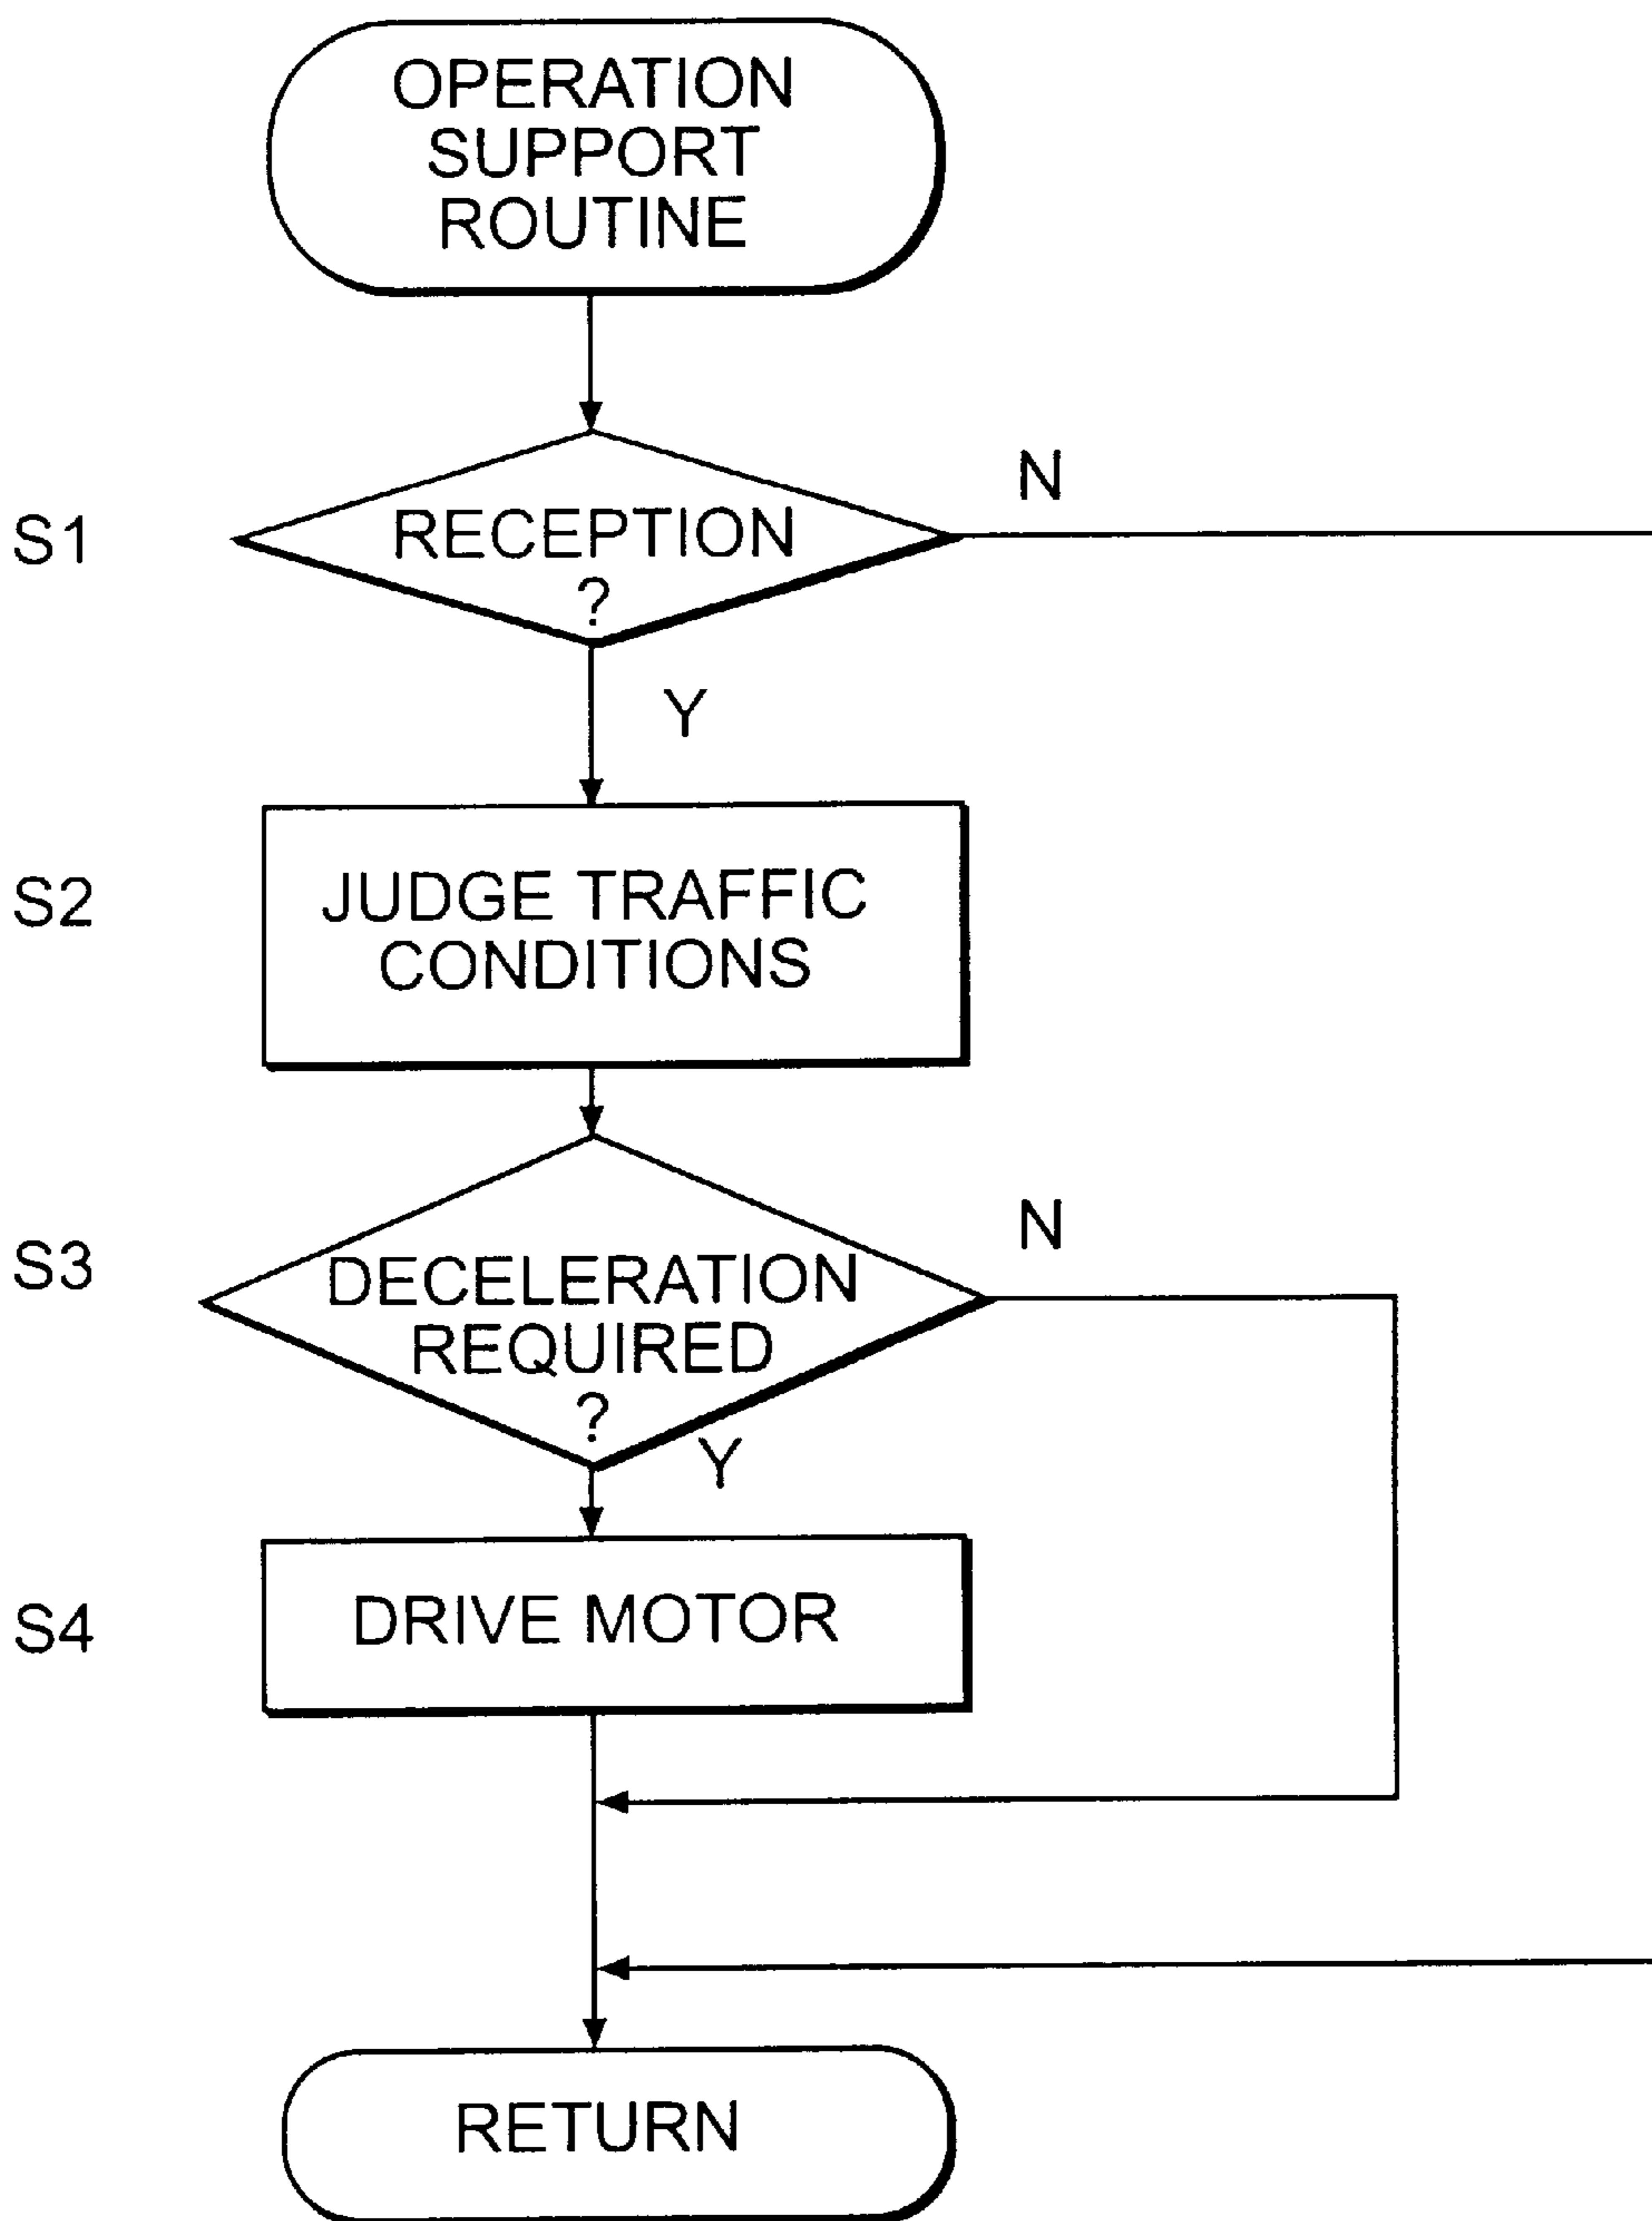 OPERATION
SUPPORT
ROUTINE
S1
RECEPTION
?
N
Y
S2
JUDGE TRAFFIC
CONDITIONS
S3
DECELERATION
REQUIRED
?
N
Y
S4
DRIVE MOTOR
RETURN